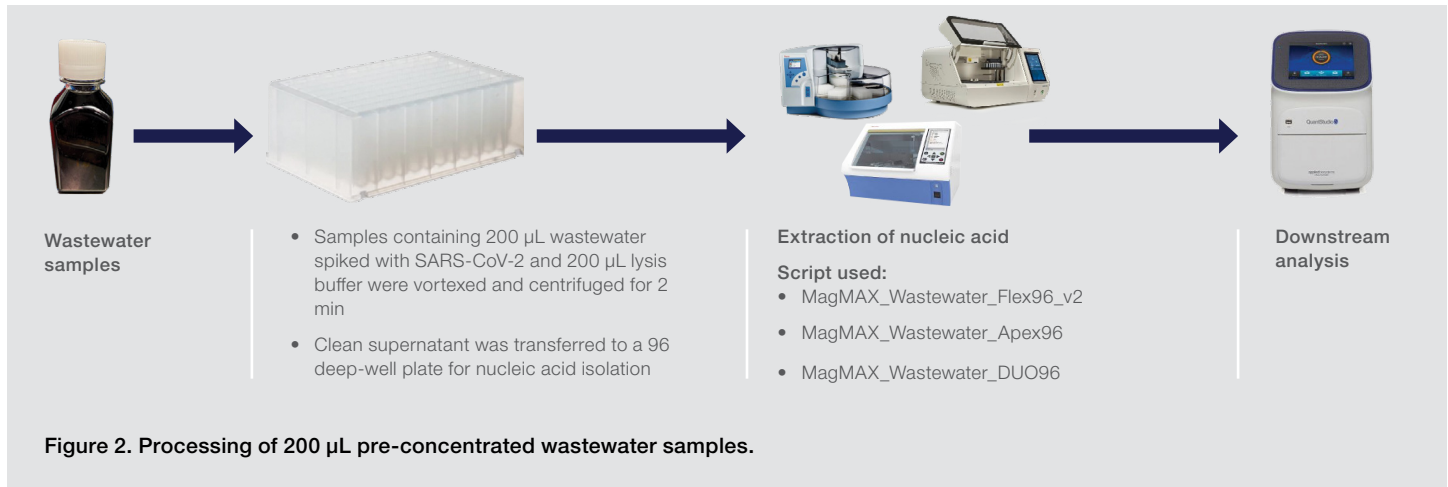 QuantStudio
Wastewater
samples
• Samples containing 200 µL wastewater
spiked with SARS-CoV-2 and 200 µL lysis
buffer were vortexed and centrifuged for 2
min
• Clean supernatant was transferred to a 96
deep-well plate for nucleic acid isolation
Extraction of nucleic acid
Script used:
• MagMAX_Wastewater_Flex96_v2
• MagMAX_Wastewater_Apex96
• MagMAX_Wastewater_DUO96
Downstream
analysis
Figure 2. Processing of 200 µL pre-concentrated wastewater samples.